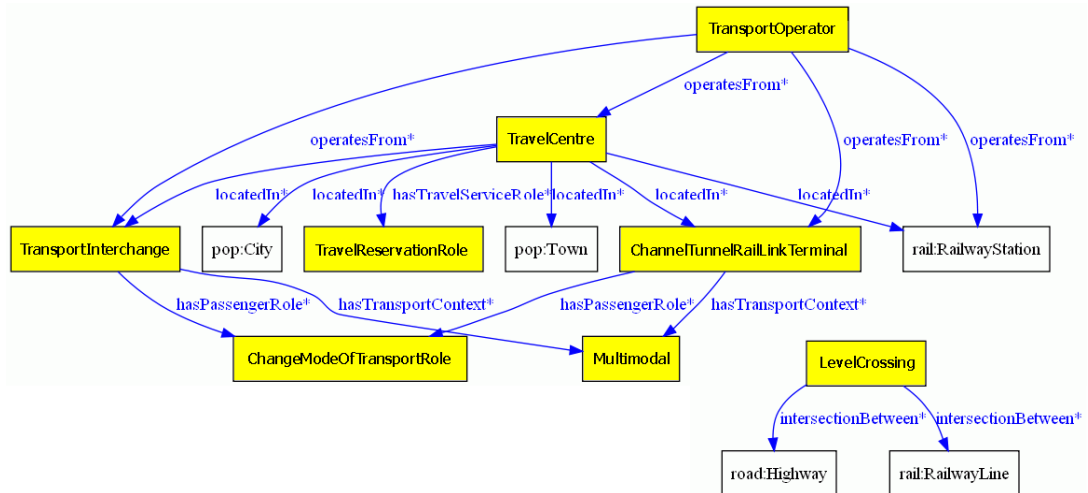 TransportOperator
operatesFrom*
TravelCentre
operatesFrom* operatesFrom* operatesFrom*
locatedIn* locatedIn* hasTravelServiceRole* locatedIn* locatedIn* locatedIn*
TransportInterchange pop:City TravelReservationRole pop:Town ChannelTunnelRailLinkTerminal rail:RailwayStation
hasPassengerRole* hasTransportContext* hasPassengerRole* hasTransportContext*
ChangeModeOfTransportRole Multimodal LevelCrossing
intersectionBetween* intersectionBetween*
road:Highway rail:RailwayLine